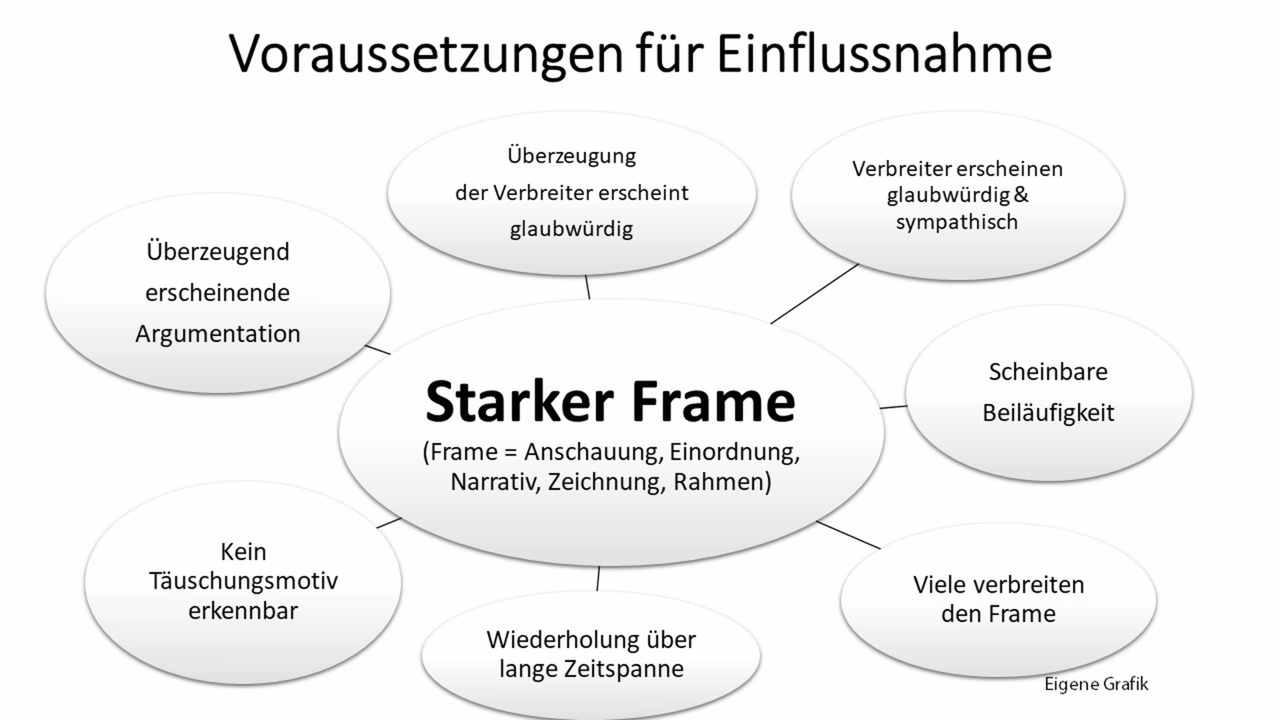 Voraussetzungen für Einflussnahme
Überzeugung
der Verbreiter erscheint
glaubwürdig
Verbreiter erscheinen
glaubwürdig &
sympathisch
Überzeugend
erscheinende
Argumentation
Starker Frame
(Frame = Anschauung, Einordnung,
Narrativ, Zeichnung, Rahmen)
Scheinbare
Beiläufigkeit
Kein
Täuschungsmotiv
erkennbar
Wiederholung über
lange Zeitspanne
Viele verbreiten
den Frame
Eigene Grafik